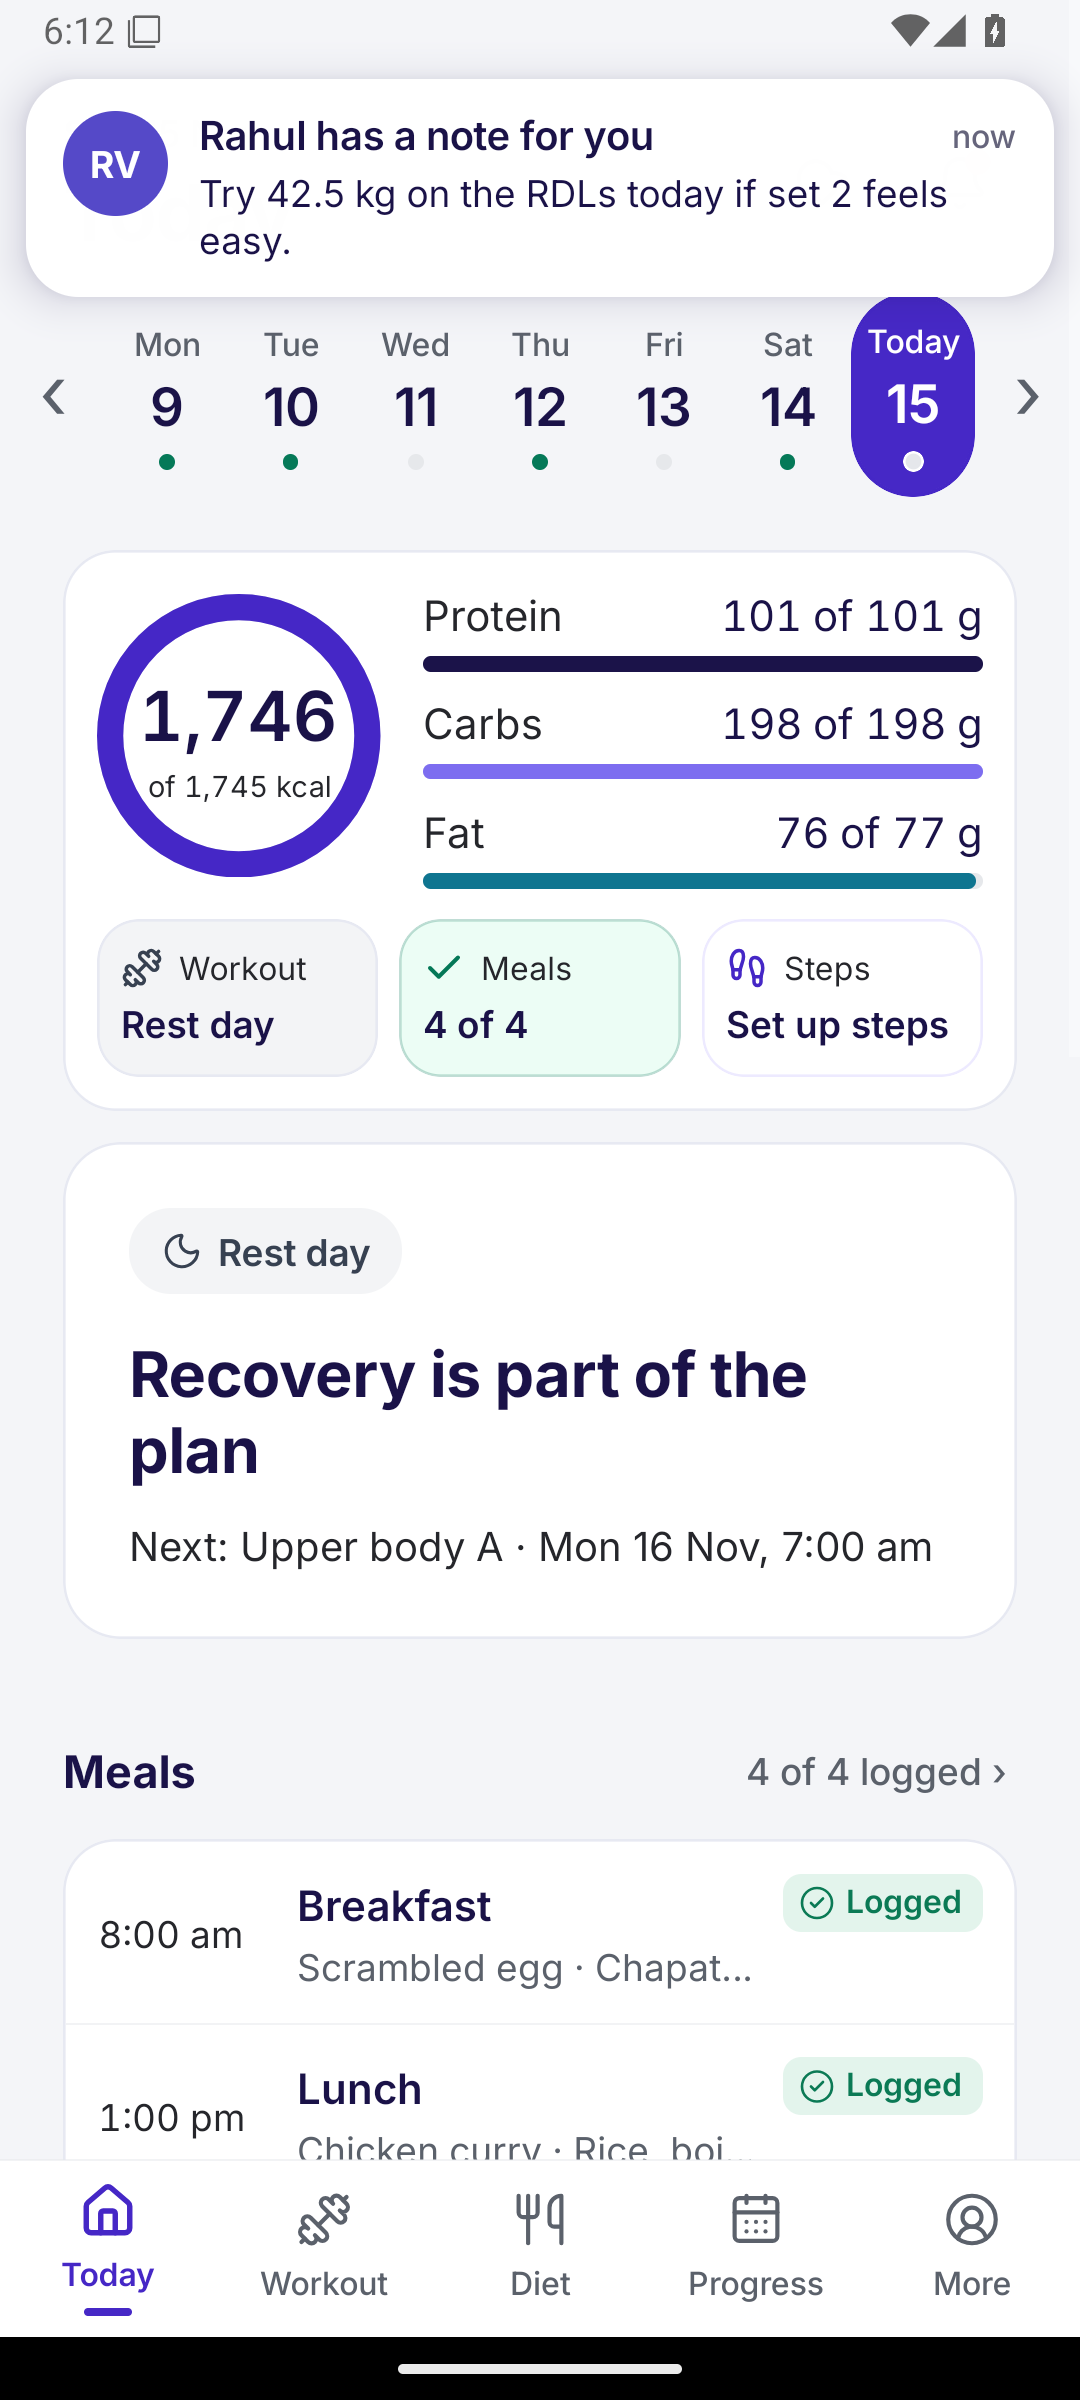 6:12
RV
Rahul has a note for you
now
Try 42.5 kg on the RDLs today if set 2 feels
easy.
Mon Tue Wed Thu Fri Sat Today
9 10 11 12 13 14 15
1,746
of 1,745 kcal
Protein 101 of 101 g
Carbs 198 of 198 g
Fat 76 of 77 g
Workout
Rest day
Meals
4 of 4
Steps
Set up steps
Rest day
Recovery is part of the
plan
Next: Upper body A · Mon 16 Nov, 7:00 am
Meals
4 of 4 logged ›
8:00 am
Breakfast
Scrambled egg · Chapat...
Logged
1:00 pm
Lunch
Chicken curry · Rice, boi...
Logged
Today
Workout
Diet
Progress
More